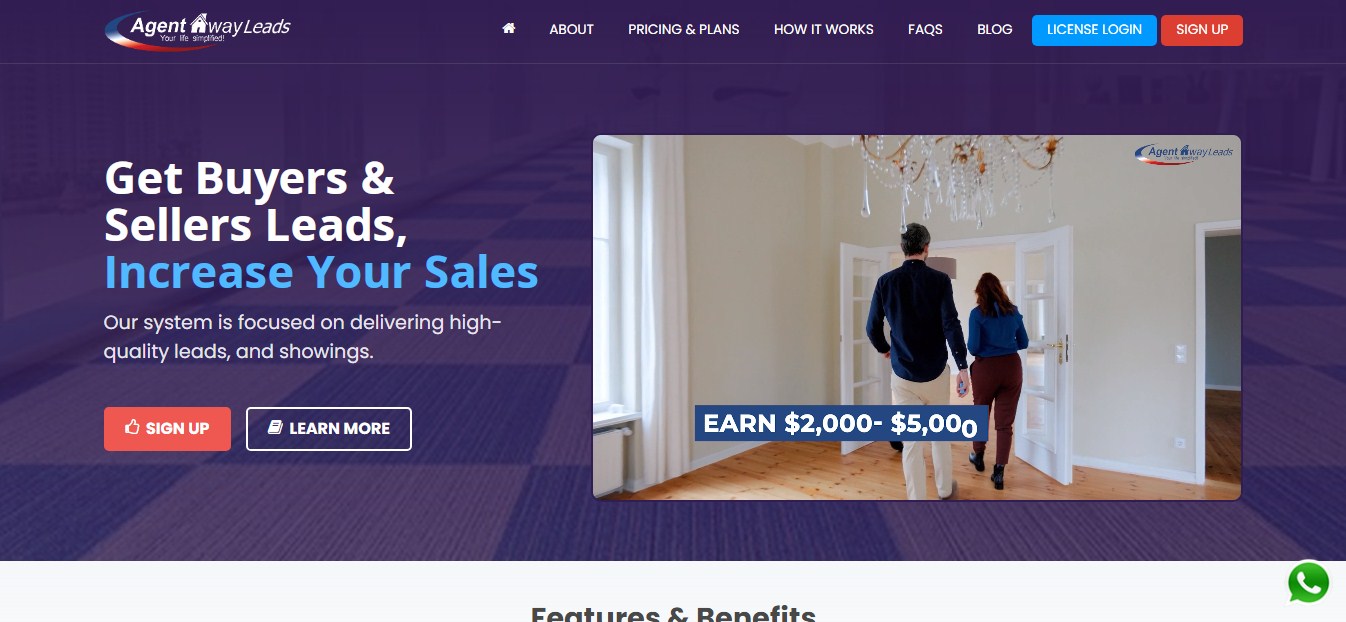 Agent Away Leads
Your life simplified!
ABOUT
PRICING & PLANS
HOW IT WORKS
FAQS
BLOG
LICENSE LOGIN
SIGN UP
Get Buyers &
Sellers Leads,
Increase Your Sales
Our system is focused on delivering high-
quality leads, and showings.
SIGN UP
LEARN MORE
Agent Away Leads
Your life simplified!
EARN $2,000- $5,000
Features & Benefits